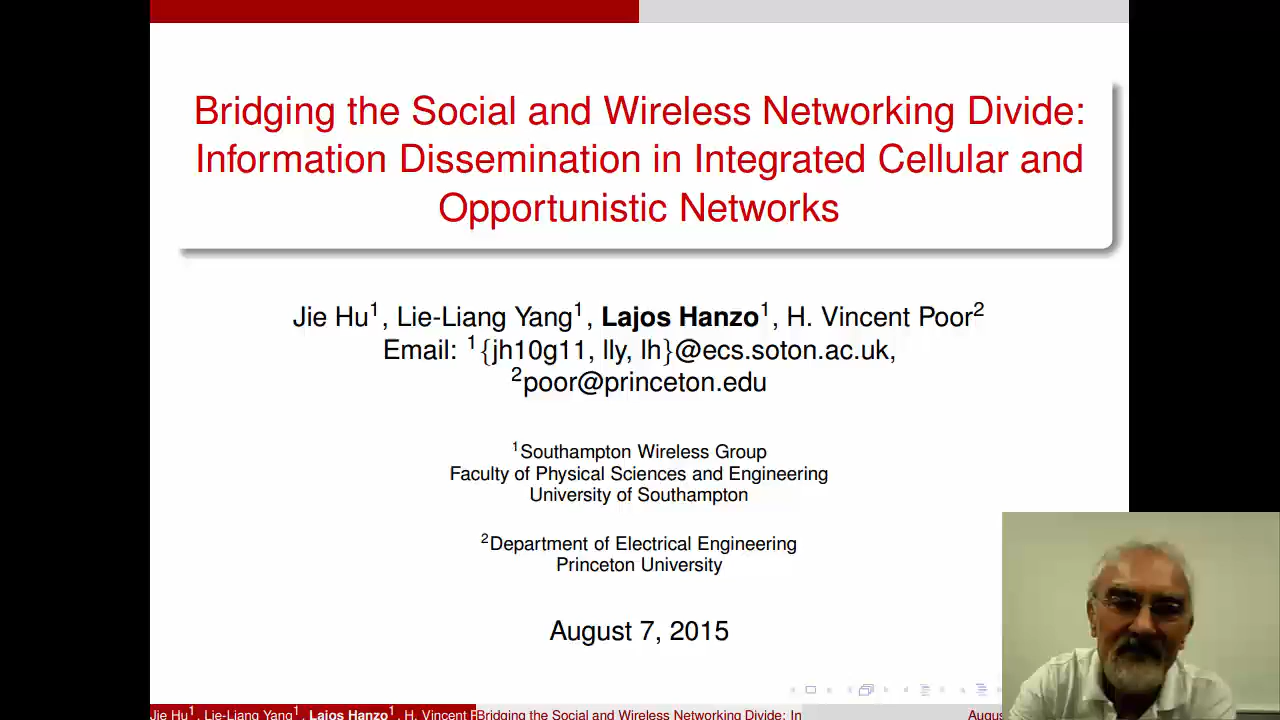 Bridging the Social and Wireless Networking Divide:
Information Dissemination in Integrated Cellular and
Opportunistic Networks
Jie Hu¹, Lie-Liang Yang¹, Lajos Hanzo¹, H. Vincent Poor²
Email: ¹{jh10g11, lly, lh}@ecs.soton.ac.uk,
²poor@princeton.edu
¹Southampton Wireless Group
Faculty of Physical Sciences and Engineering
University of Southampton
²Department of Electrical Engineering
Princeton University
August 7, 2015
Jie Hu¹, Lie-Liang Yang¹, Lajos Hanzo¹, H. Vincent Bridging the Social and Wireless Networking Divide: In Augus